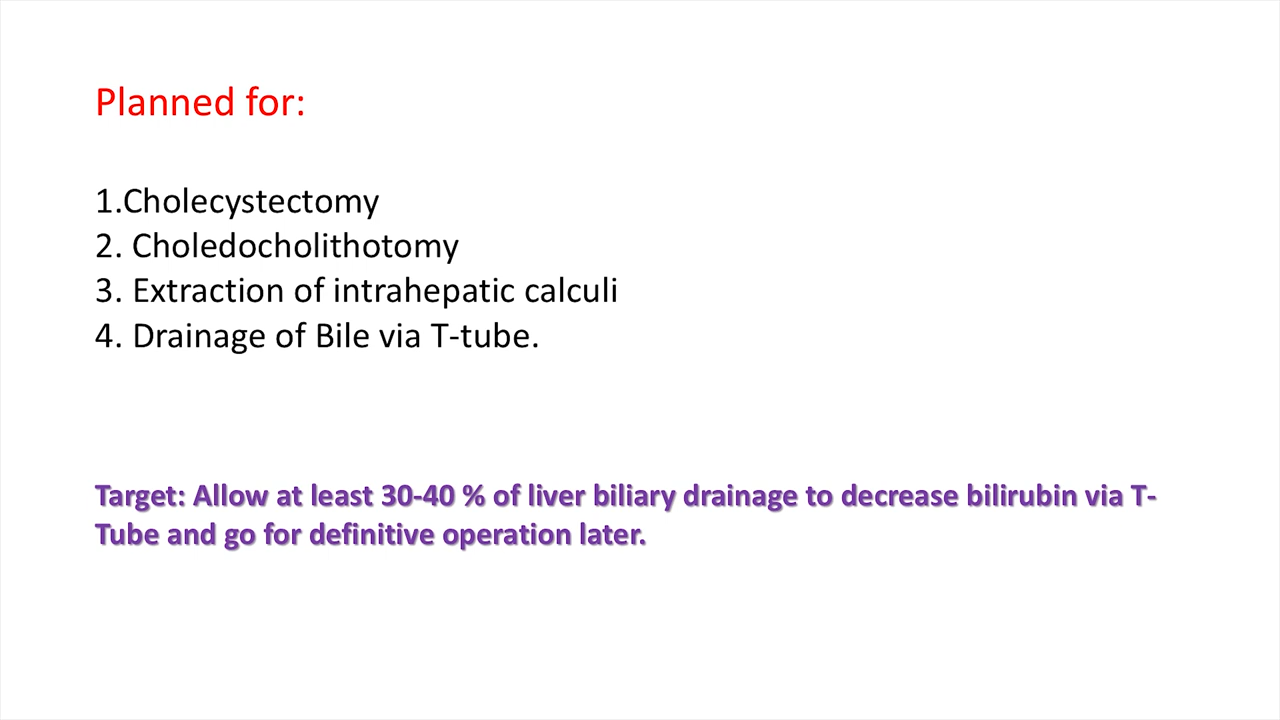 Planned for:
1.Cholecystectomy
2. Choledocholithotomy
3. Extraction of intrahepatic calculi
4. Drainage of Bile via T-tube.
Target: Allow at least 30-40 % of liver biliary drainage to decrease bilirubin via T-
Tube and go for definitive operation later.